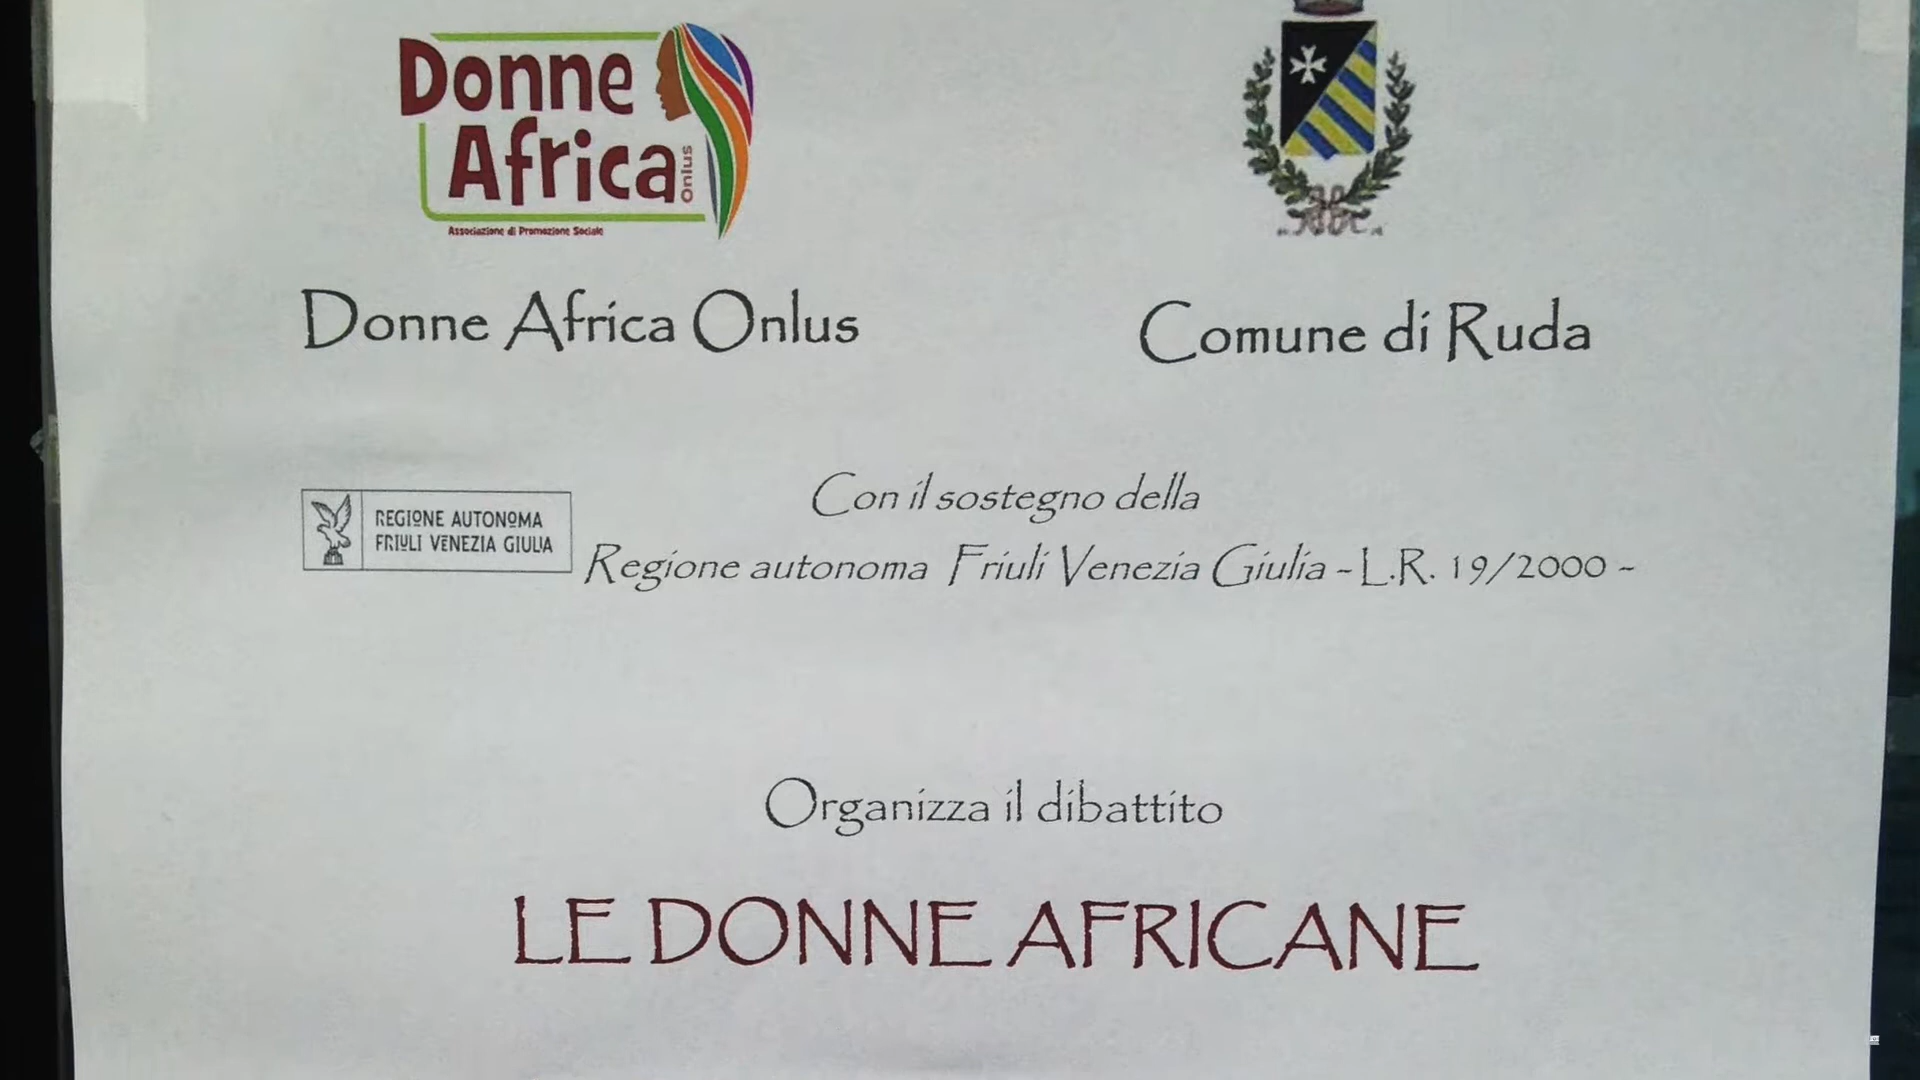 Donne
Africa
Onlus
Associazione di Promozione Sociale
Donne Africa Onlus
Comune di Ruda
REGIONE AUTONOMA
FRIULI VENEZIA GIULIA
Con il sostegno della
Regione autonoma Friuli Venezia Giulia - L.R. 19/2000 -
Organizza il dibattito
LE DONNE AFRICANE